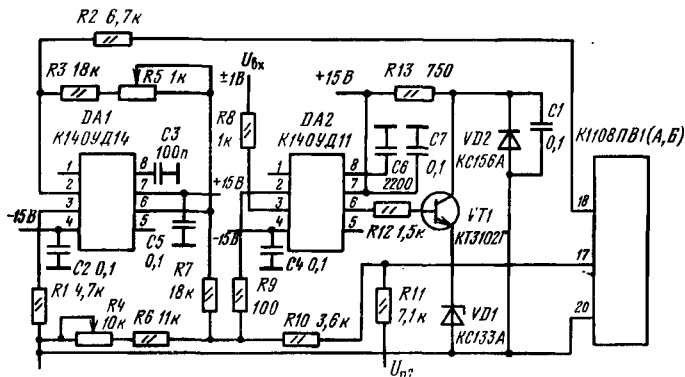 R2 6,7к
R3 18к
R5 1к
Uвх
±1В
+15В
R13 750
DA1
К140УД14
R8
1к
DA2
К140УД11
C3
100п
C6
2200
C7
0,1
VD2
КС156А
C1
0,1
К1108ПВ1(А,Б)
1
2
3
4
8
7
6
5
+15В
-15В
C2 0,1
C5
0,1
1
2
3
4
8
7
6
5
-15В
C4 0,1
R12 1,5к
VT1
КТ3102Г
18
17
20
R1 4,7к
R4
10к
R6 11к
R7
18к
R9
100
R10 3,6к
R11
7,1к
VD1
КС133А